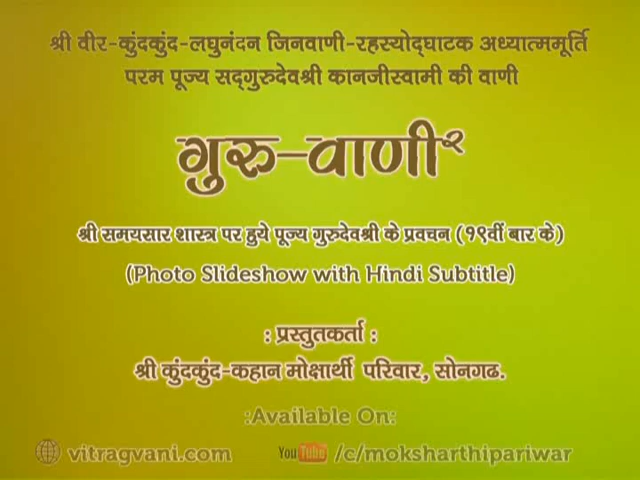 श्री वीर-कुंदकुंद-लघुनंदन जिनवाणी-रहस्योद्घाटक अध्यात्ममूर्ति
परम पूज्य सद्गुरुदेवश्री कानजीस्वामी की वाणी
गुरु-वाणी२
श्री समयसार शास्त्र पर हुये पूज्य गुरुदेवश्री के प्रवचन (१९वीं बार के)
(Photo Slideshow with Hindi Subtitle)
: प्रस्तुतकर्ता :
श्री कुंदकुंद-कहान मोक्षार्थी परिवार, सोनगढ.
:Available On:
vitragvani.com YouTube /c/moksharthipariwar